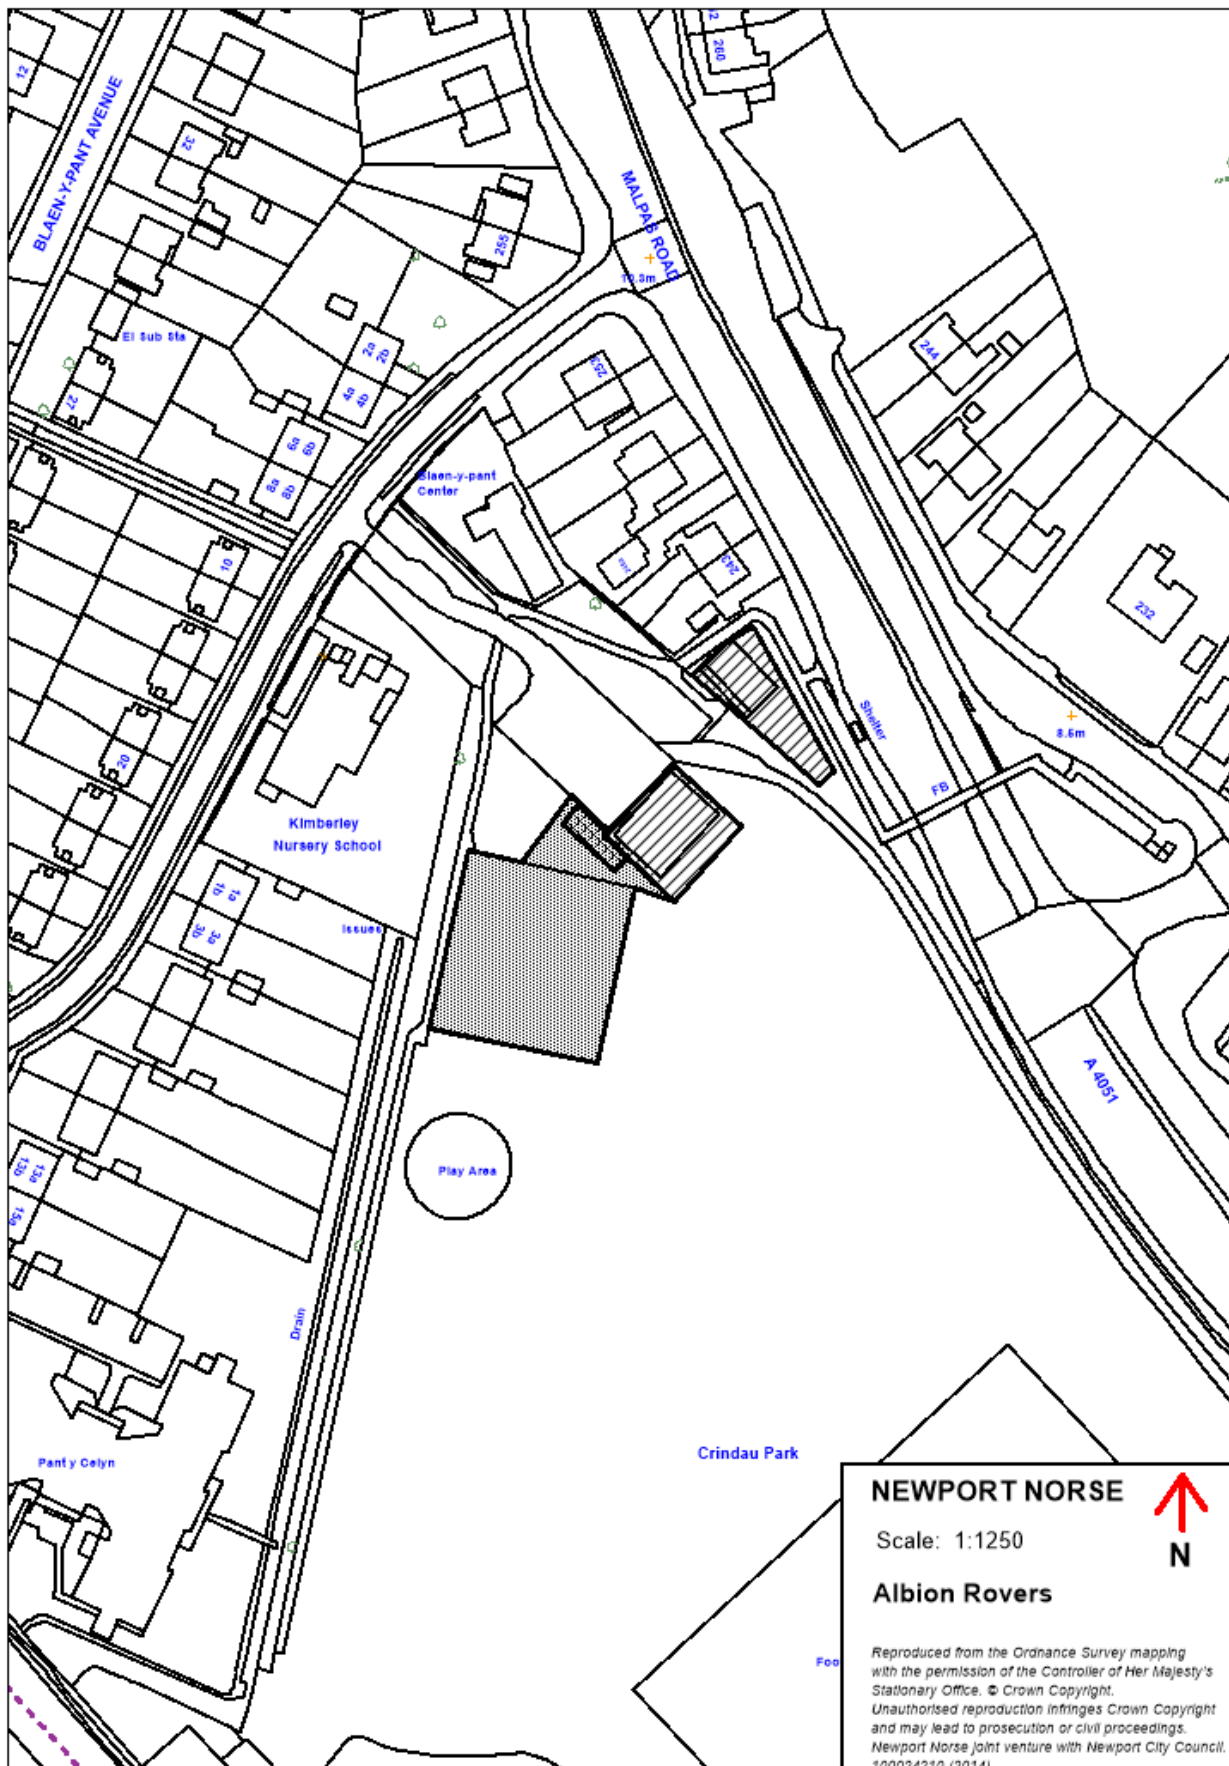 12
BLAEN-Y-PANT AVENUE
32
260
MALPAS ROAD
10.3m
255
El Sub Sta
27
2a 2b
4a 4b
6a 6b
8a 8b
10
20
253
Blaen-y-pant
Center
243
244
232
8.6m
Shelter
FB
Kimberley
Nursery School
1a
1b
3a
3b
Issues
A 4051
Play Area
13a
13b
15a
Drain
Pant y Celyn
Crindau Park
Foo
NEWPORT NORSE
Scale: 1:1250
N
Albion Rovers
Reproduced from the Ordnance Survey mapping
with the permission of the Controller of Her Majesty's
Stationary Office. © Crown Copyright.
Unauthorised reproduction infringes Crown Copyright
and may lead to prosecution or civil proceedings.
Newport Norse joint venture with Newport City Council.
100024210 (2014)